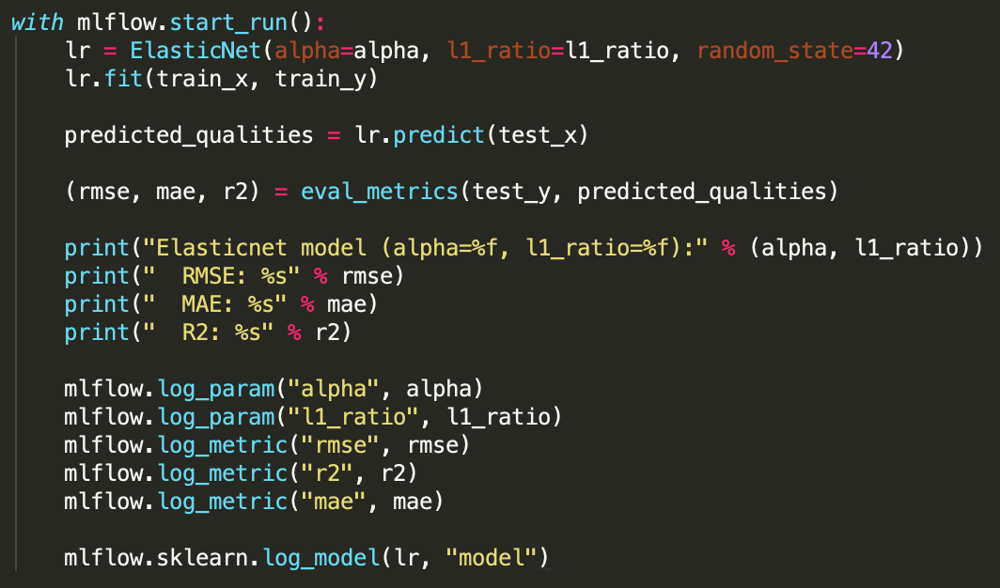 with mlflow.start_run():
    lr = ElasticNet(alpha=alpha, l1_ratio=l1_ratio, random_state=42)
    lr.fit(train_x, train_y)

    predicted_qualities = lr.predict(test_x)

    (rmse, mae, r2) = eval_metrics(test_y, predicted_qualities)

    print("Elasticnet model (alpha=%f, l1_ratio=%f):" % (alpha, l1_ratio))
    print("  RMSE: %s" % rmse)
    print("  MAE: %s" % mae)
    print("  R2: %s" % r2)

    mlflow.log_param("alpha", alpha)
    mlflow.log_param("l1_ratio", l1_ratio)
    mlflow.log_metric("rmse", rmse)
    mlflow.log_metric("r2", r2)
    mlflow.log_metric("mae", mae)

    mlflow.sklearn.log_model(lr, "model")